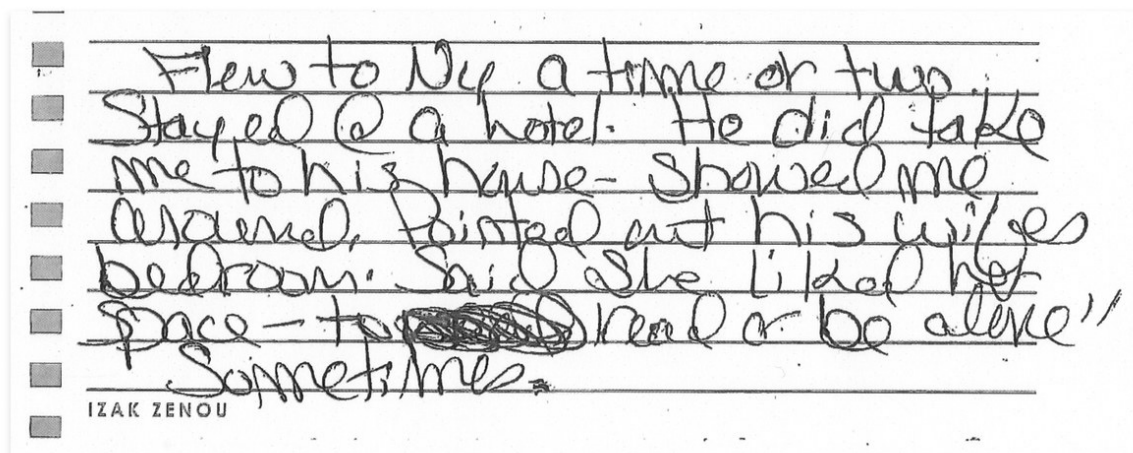 Flew to Ny a time or two.
Stayed @ a hotel. He did take
me to his house - Showed me
around. Pointed out his wifes
bedroom. Said She liked her
space - to read or be alone"
Sometimes.
IZAK ZENOU